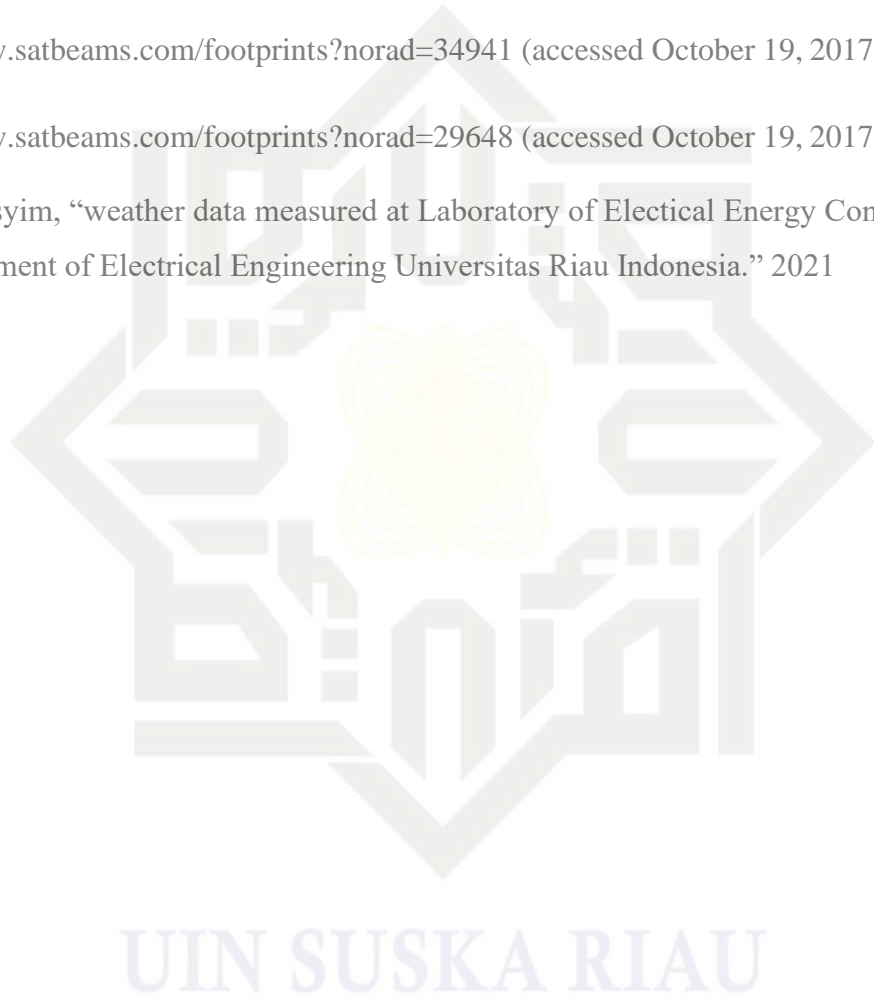 .satbeams.com/footprints?norad=34941 (accessed October 19, 2017
.satbeams.com/footprints?norad=29648 (accessed October 19, 2017
syim, “weather data measured at Laboratory of Electical Energy Con
ment of Electrical Engineering Universitas Riau Indonesia.” 2021
UIN SUSKA RIAU